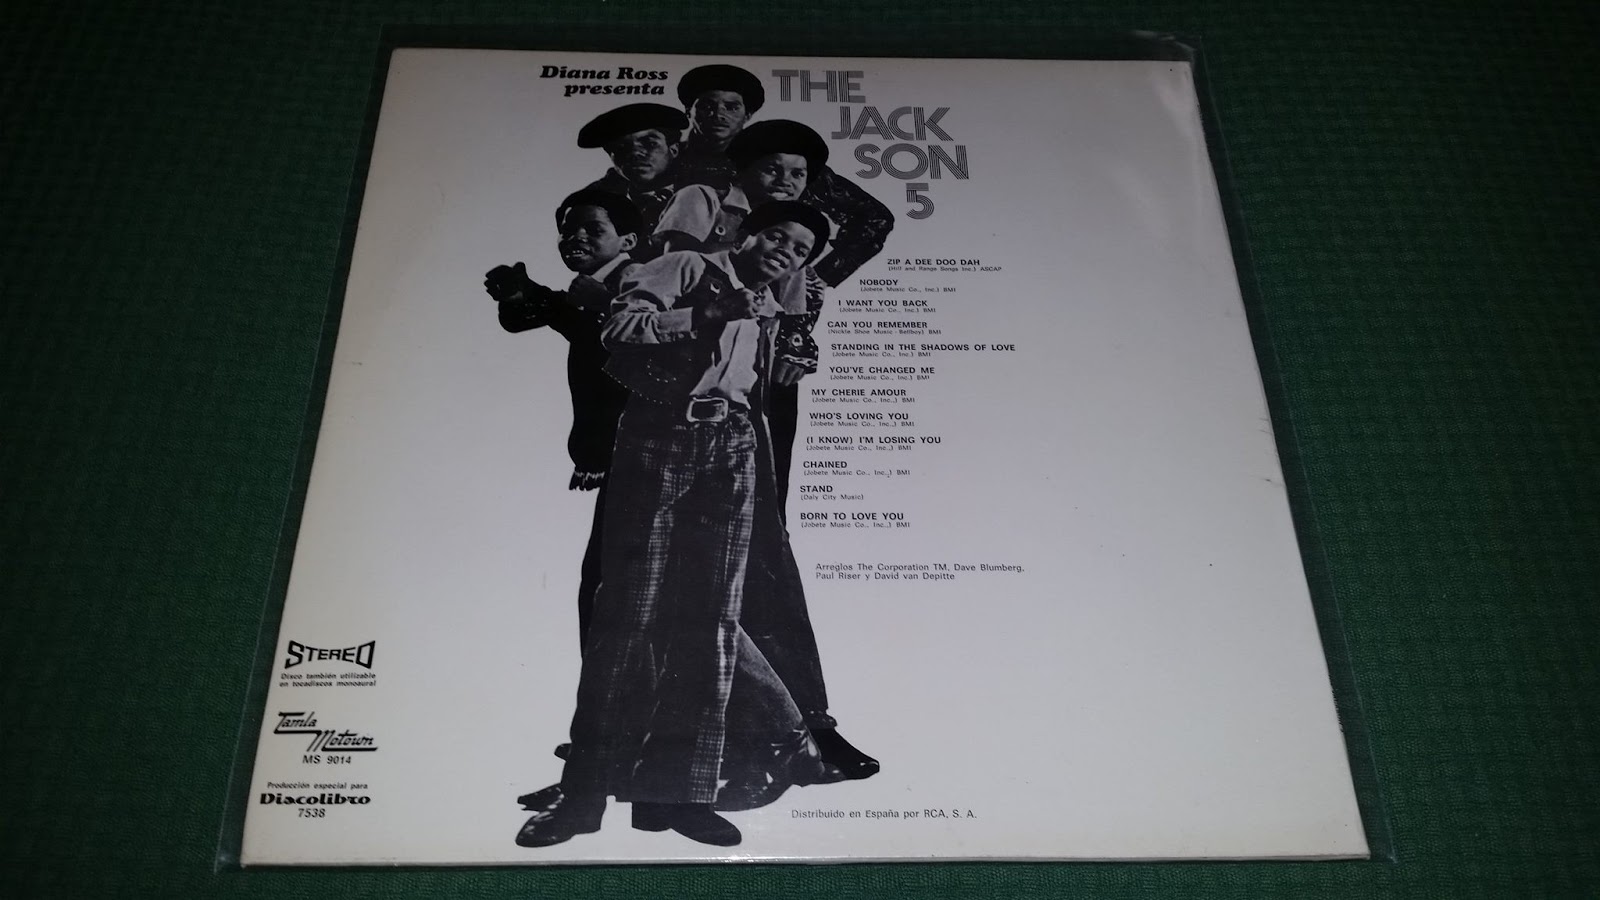 Diana Ross
presenta
THE
JACK
SON
5
ZIP A DEE DOO DAH
(Hill and Range Songs Inc.) ASCAP
NOBODY
(Jobete Music Co., Inc.) BMI
I WANT YOU BACK
(Jobete Music Co., Inc.) BMI
CAN YOU REMEMBER
(Nickle Shoe Music - Bellboy) BMI
STANDING IN THE SHADOWS OF LOVE
(Jobete Music Co., Inc.) BMI
YOU'VE CHANGED ME
(Jobete Music Co., Inc.) BMI
MY CHERIE AMOUR
(Jobete Music Co., Inc.,) BMI
WHO'S LOVING YOU
(Jobete Music Co., Inc.,) BMI
(I KNOW) I'M LOSING YOU
(Jobete Music Co., Inc.,) BMI
CHAINED
(Jobete Music Co., Inc.,) BMI
STAND
(Daly City Music)
BORN TO LOVE YOU
(Jobete Music Co., Inc.,) BMI
Arreglos The Corporation TM, Dave Blumberg,
Paul Riser y David van Depitte
STEREO
Disco también utilizable
en tocadiscos monoaural
Tamla
Motown
MS 9014
Producción especial para
Discolibro
7538
Distribuido en España por RCA, S. A.